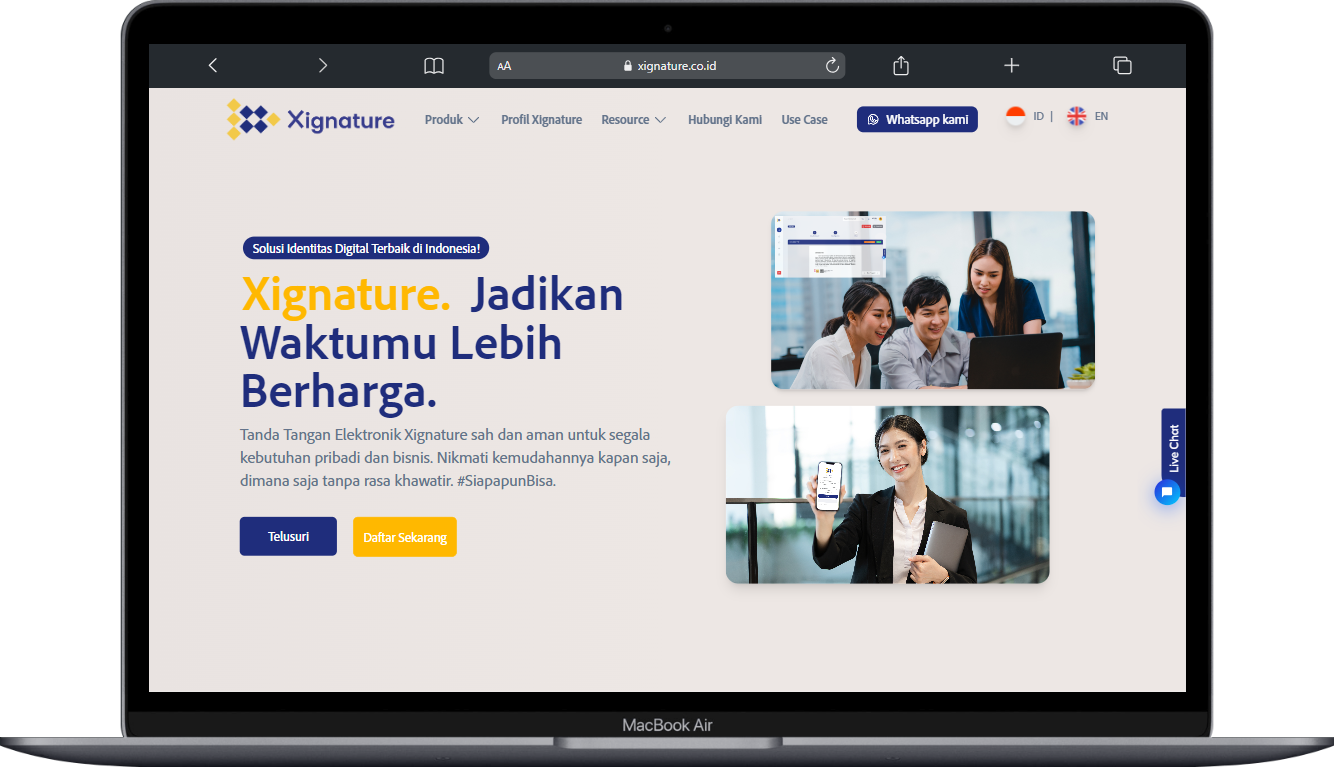 AA xignature.co.id
Xignature Produk Profil Xignature Resource Hubungi Kami Use Case Whatsapp kami ID | EN
Solusi Identitas Digital Terbaik di Indonesia!
Xignature. Jadikan
Waktumu Lebih
Berharga.
Tanda Tangan Elektronik Xignature sah dan aman untuk segala
kebutuhan pribadi dan bisnis. Nikmati kemudahannya kapan saja,
dimana saja tanpa rasa khawatir. #SiapapunBisa.
Telusuri Daftar Sekarang
Live Chat
MacBook Air